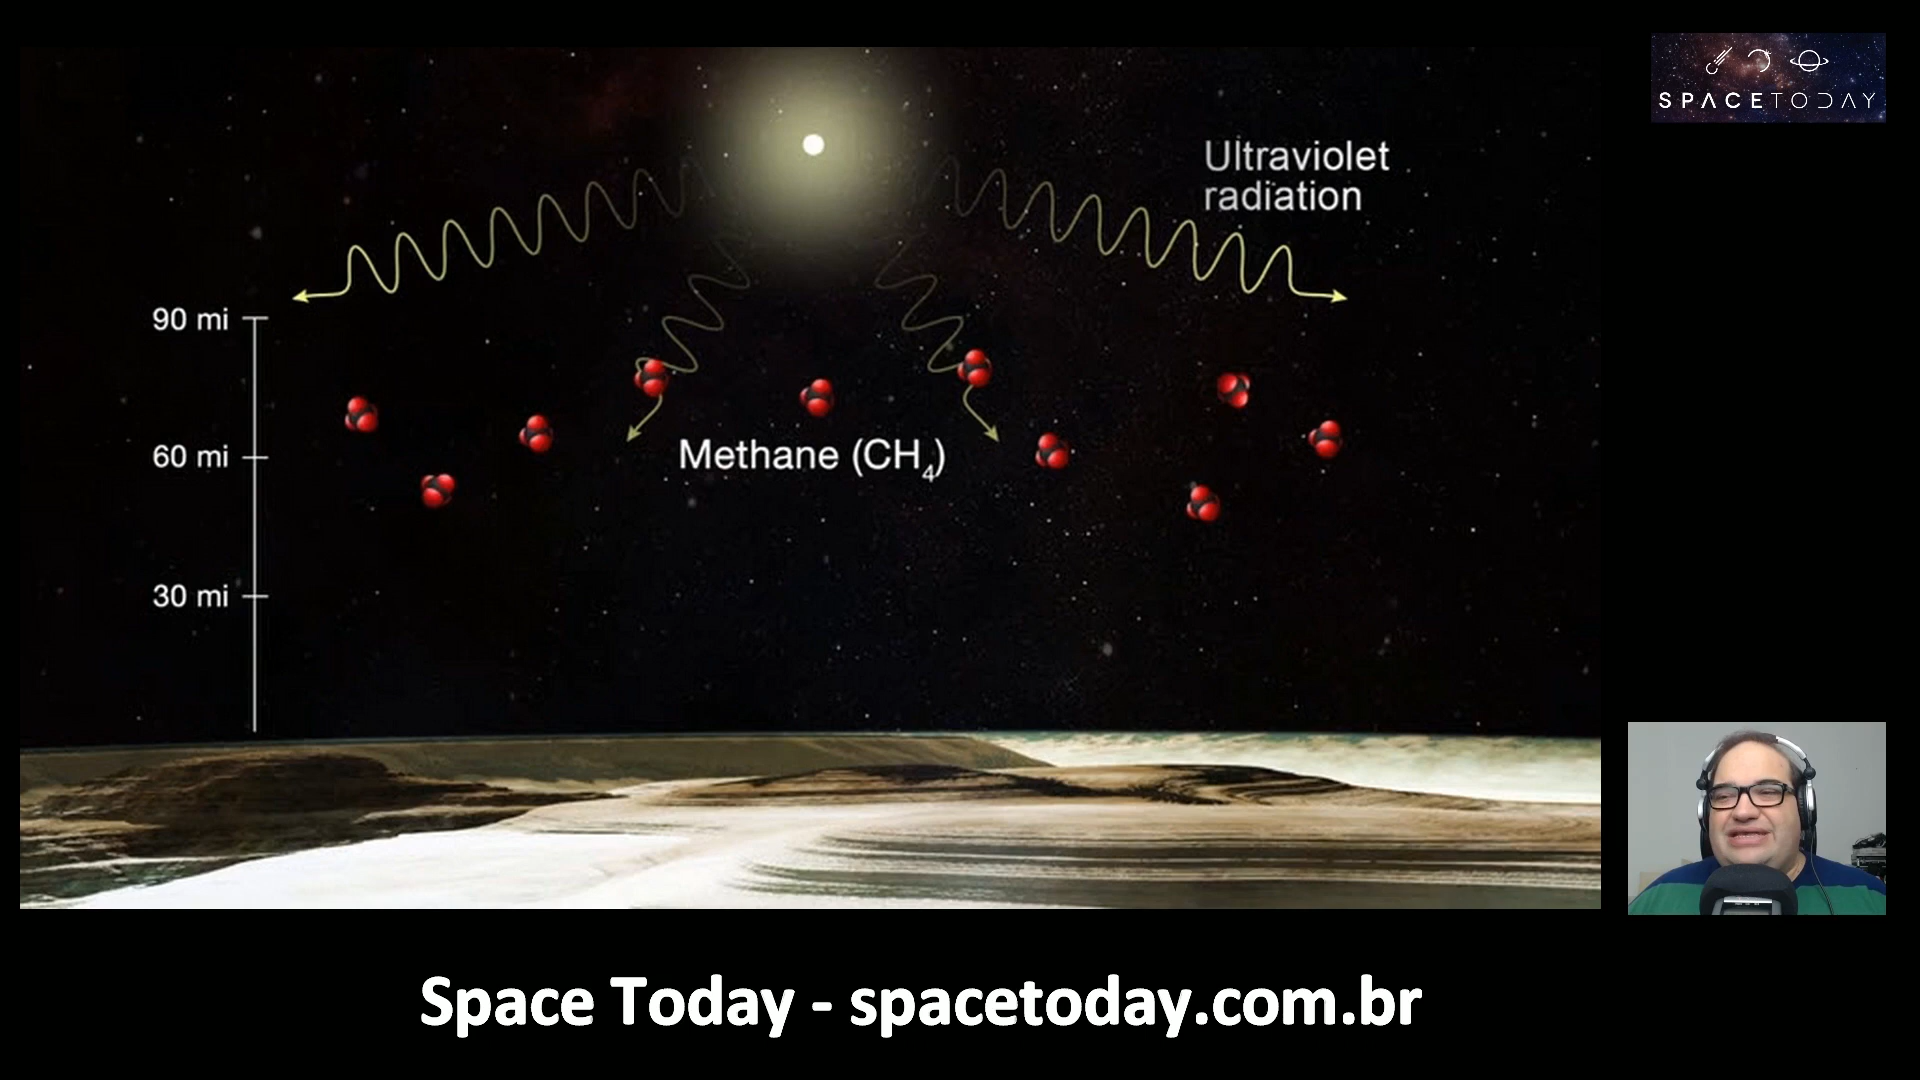 SPACETODAY
Ultraviolet
radiation
90 mi
60 mi
Methane (CH₄)
30 mi
Space Today - spacetoday.com.br